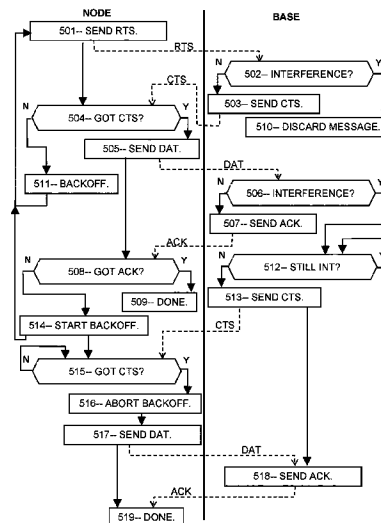 NODE BASE
501-- SEND RTS.
RTS
N 502-- INTERFERENCE? Y
CTS
503-- SEND CTS.
N 504-- GOT CTS? Y
510-- DISCARD MESSAGE.
505-- SEND DAT.
DAT
511-- BACKOFF.
N 506-- INTERFERENCE? Y
507-- SEND ACK.
ACK
N 508-- GOT ACK? Y
N 512-- STILL INT? Y
509-- DONE.
513-- SEND CTS.
514-- START BACKOFF.
CTS
N 515-- GOT CTS? Y
516-- ABORT BACKOFF.
517-- SEND DAT.
DAT
518-- SEND ACK.
ACK
519-- DONE.